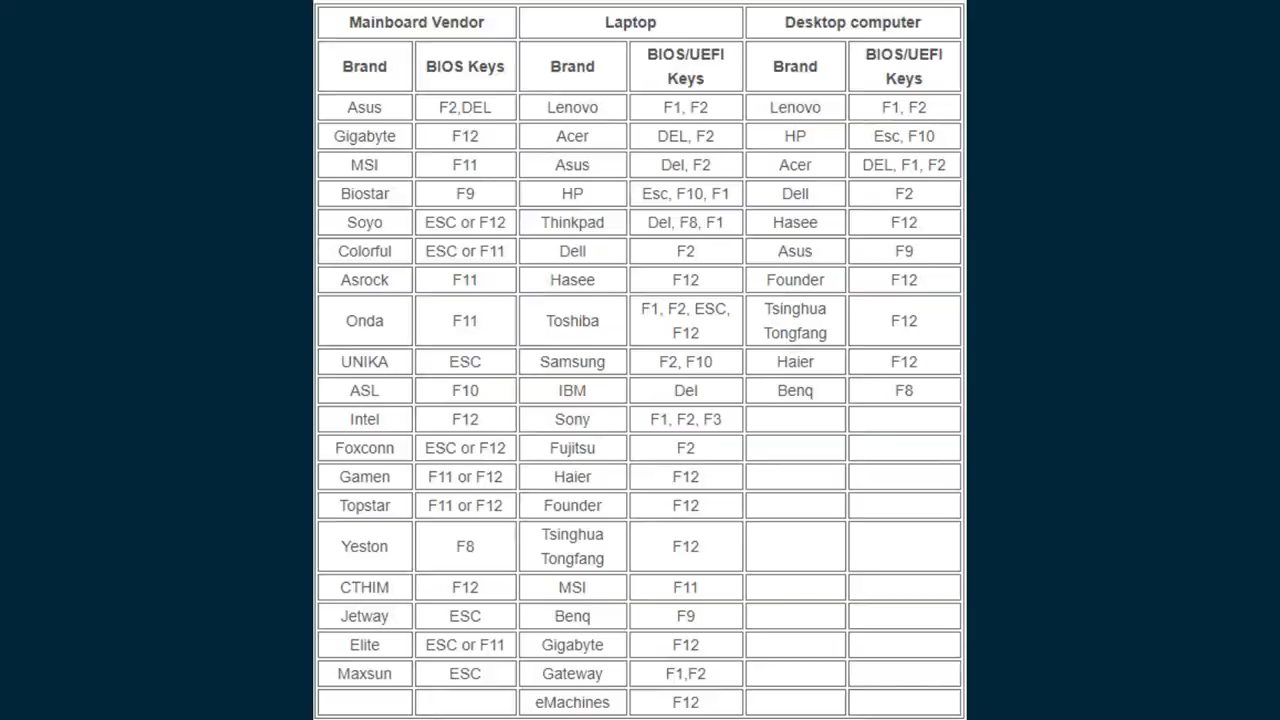 Mainboard Vendor Laptop Desktop computer
Brand BIOS Keys Brand BIOS/UEFI Keys Brand BIOS/UEFI Keys
Asus F2,DEL Lenovo F1, F2 Lenovo F1, F2
Gigabyte F12 Acer DEL, F2 HP Esc, F10
MSI F11 Asus Del, F2 Acer DEL, F1, F2
Biostar F9 HP Esc, F10, F1 Dell F2
Soyo ESC or F12 Thinkpad Del, F8, F1 Hasee F12
Colorful ESC or F11 Dell F2 Asus F9
Asrock F11 Hasee F12 Founder F12
Onda F11 Toshiba F1, F2, ESC, F12 Tsinghua Tongfang F12
UNIKA ESC Samsung F2, F10 Haier F12
ASL F10 IBM Del Benq F8
Intel F12 Sony F1, F2, F3
Foxconn ESC or F12 Fujitsu F2
Gamen F11 or F12 Haier F12
Topstar F11 or F12 Founder F12
Yeston F8 Tsinghua Tongfang F12
CTHIM F12 MSI F11
Jetway ESC Benq F9
Elite ESC or F11 Gigabyte F12
Maxsun ESC Gateway F1,F2
eMachines F12